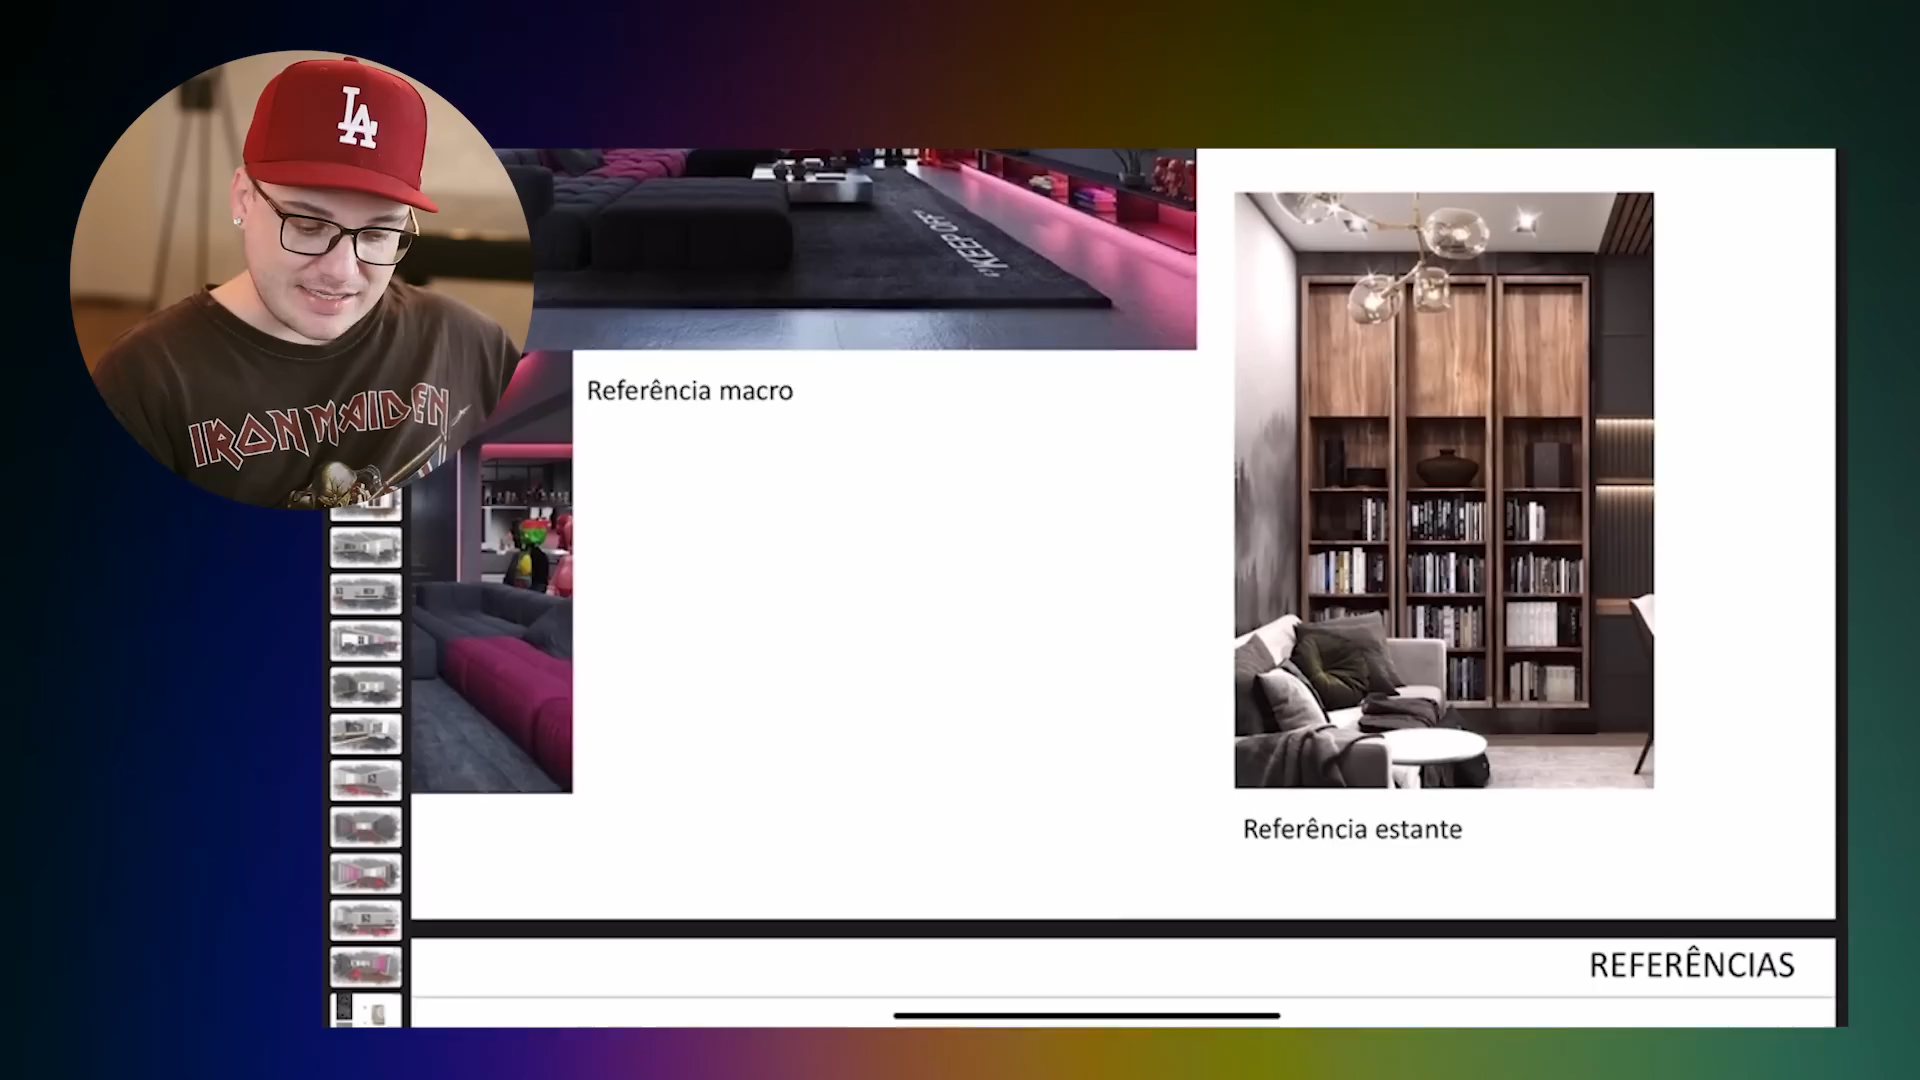 LA
IRON MAIDEN
"KEEP OFF"
Referência macro
Referência estante
REFERÊNCIAS